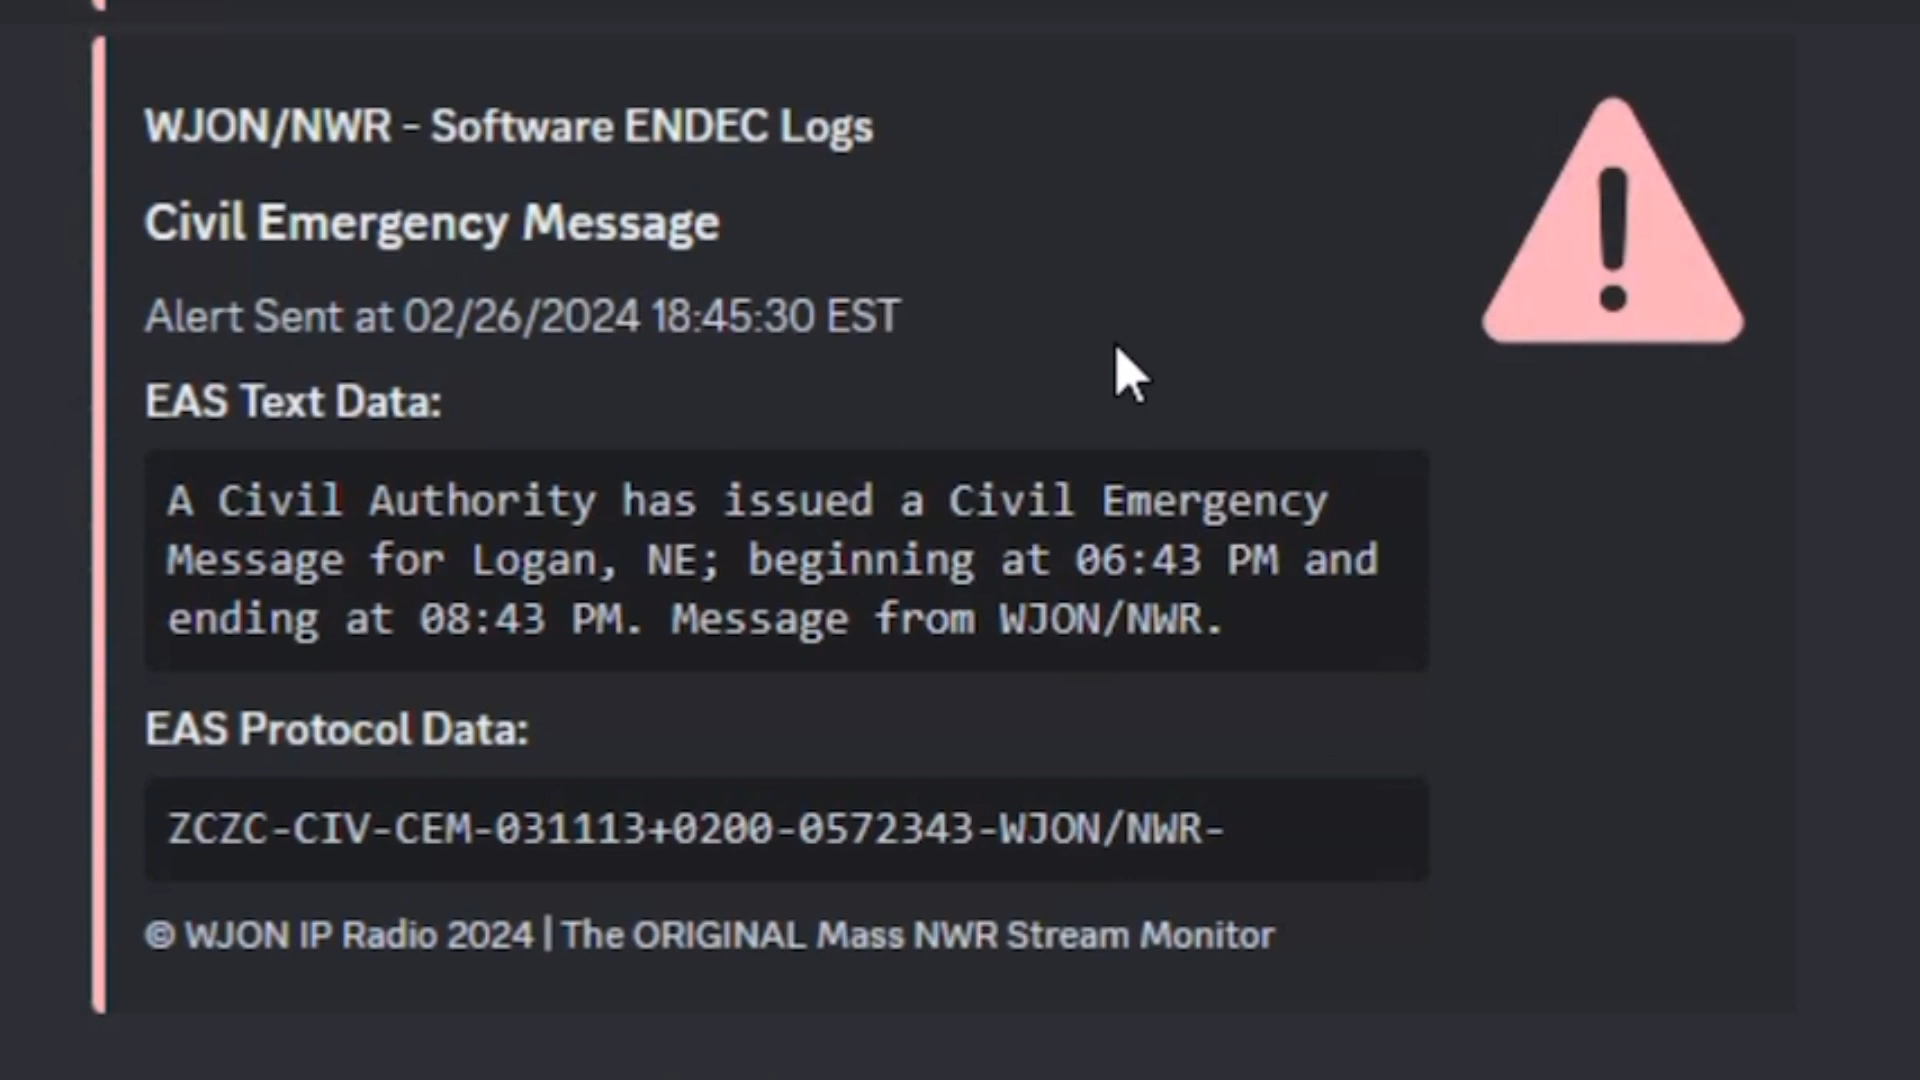 WJON/NWR - Software ENDEC Logs
Civil Emergency Message
Alert Sent at 02/26/2024 18:45:30 EST
EAS Text Data:
A Civil Authority has issued a Civil Emergency
Message for Logan, NE; beginning at 06:43 PM and
ending at 08:43 PM. Message from WJON/NWR.
EAS Protocol Data:
ZCZC-CIV-CEM-031113+0200-0572343-WJON/NWR-
© WJON IP Radio 2024 | The ORIGINAL Mass NWR Stream Monitor